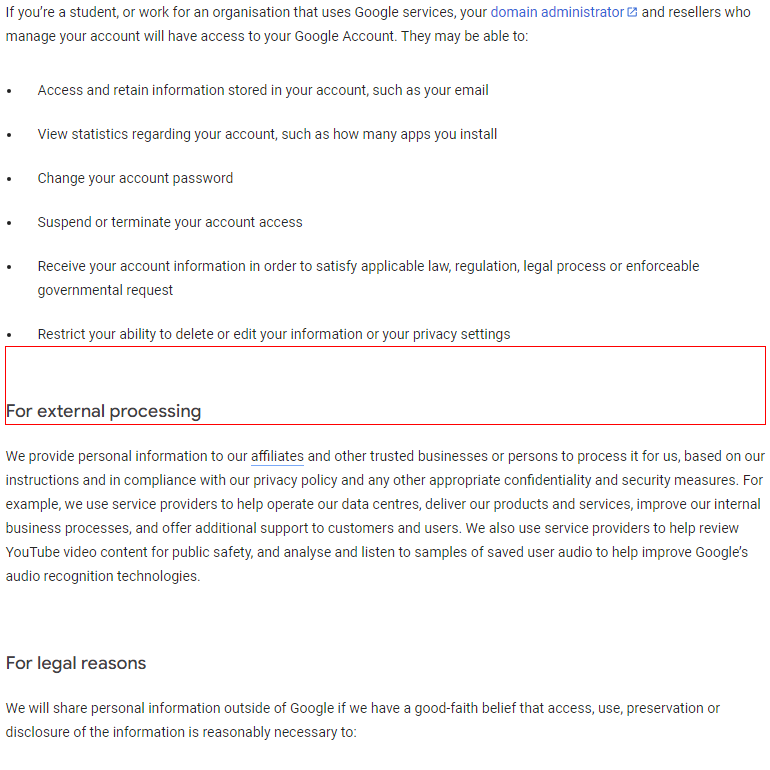 If you’re a student, or work for an organisation that uses Google services, your domain administrator and resellers who
manage your account will have access to your Google Account. They may be able to:
• Access and retain information stored in your account, such as your email
• View statistics regarding your account, such as how many apps you install
• Change your account password
• Suspend or terminate your account access
• Receive your account information in order to satisfy applicable law, regulation, legal process or enforceable
governmental request
• Restrict your ability to delete or edit your information or your privacy settings
For external processing
We provide personal information to our affiliates and other trusted businesses or persons to process it for us, based on our
instructions and in compliance with our privacy policy and any other appropriate confidentiality and security measures. For
example, we use service providers to help operate our data centres, deliver our products and services, improve our internal
business processes, and offer additional support to customers and users. We also use service providers to help review
YouTube video content for public safety, and analyse and listen to samples of saved user audio to help improve Google’s
audio recognition technologies.
For legal reasons
We will share personal information outside of Google if we have a good-faith belief that access, use, preservation or
disclosure of the information is reasonably necessary to: